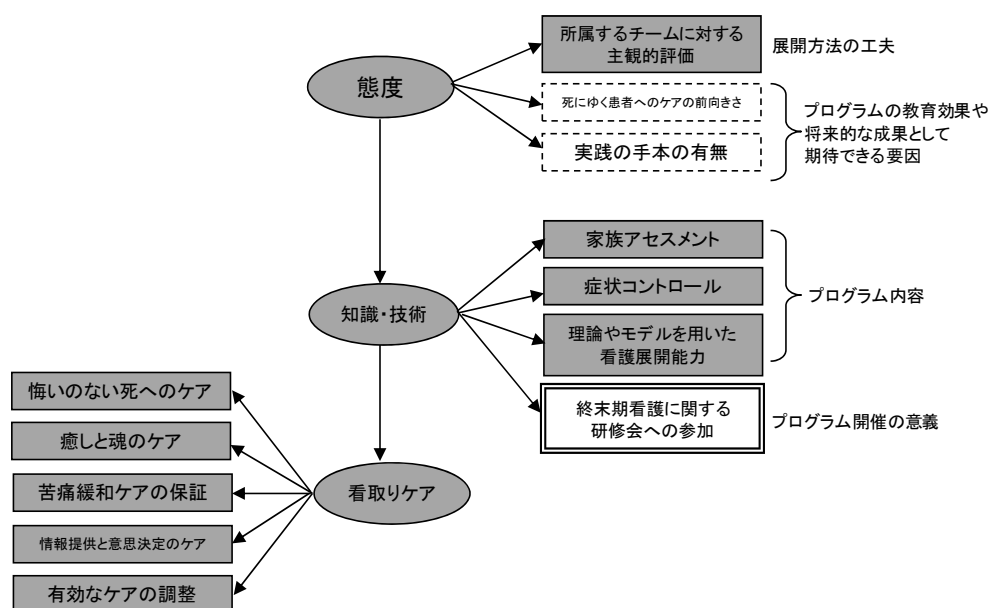 所属するチームに対する
主観的評価
展開方法の工夫
態度
死にゆく患者へのケアの前向きさ
実践の手本の有無
プログラムの教育効果や
将来的な成果として
期待できる要因
家族アセスメント
症状コントロール
理論やモデルを用いた
看護展開能力
プログラム内容
知識・技術
終末期看護に関する
研修会への参加
プログラム開催の意義
悔いのない死へのケア
癒しと魂のケア
苦痛緩和ケアの保証
情報提供と意思決定のケア
有効なケアの調整
看取りケア